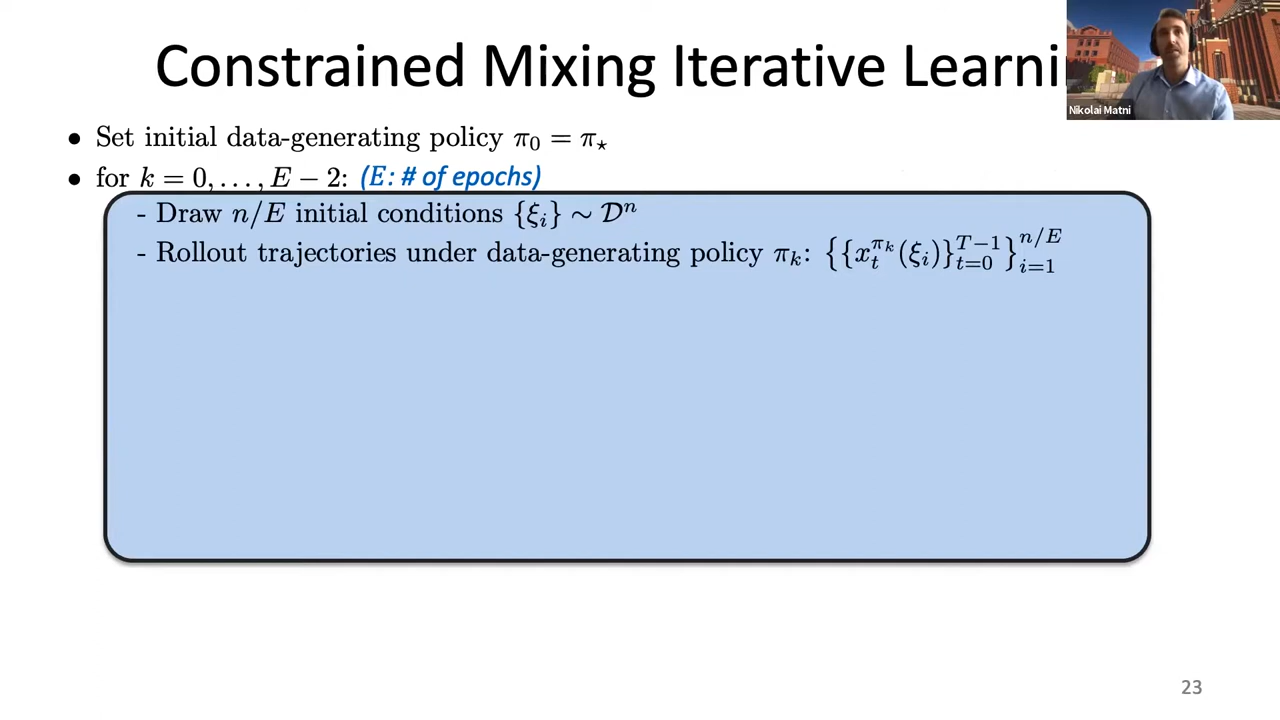 Constrained Mixing Iterative Learni
Nikolai Matni
• Set initial data-generating policy π₀ = π⋆
• for k = 0, . . . , E − 2: (E: # of epochs)
- Draw n/E initial conditions {ξᵢ} ∼ 𝒟ⁿ
- Rollout trajectories under data-generating policy πₖ: {{x_t^{πₖ}(ξᵢ)}_{t=0}^{T−1}}_{i=1}^{n/E}
23